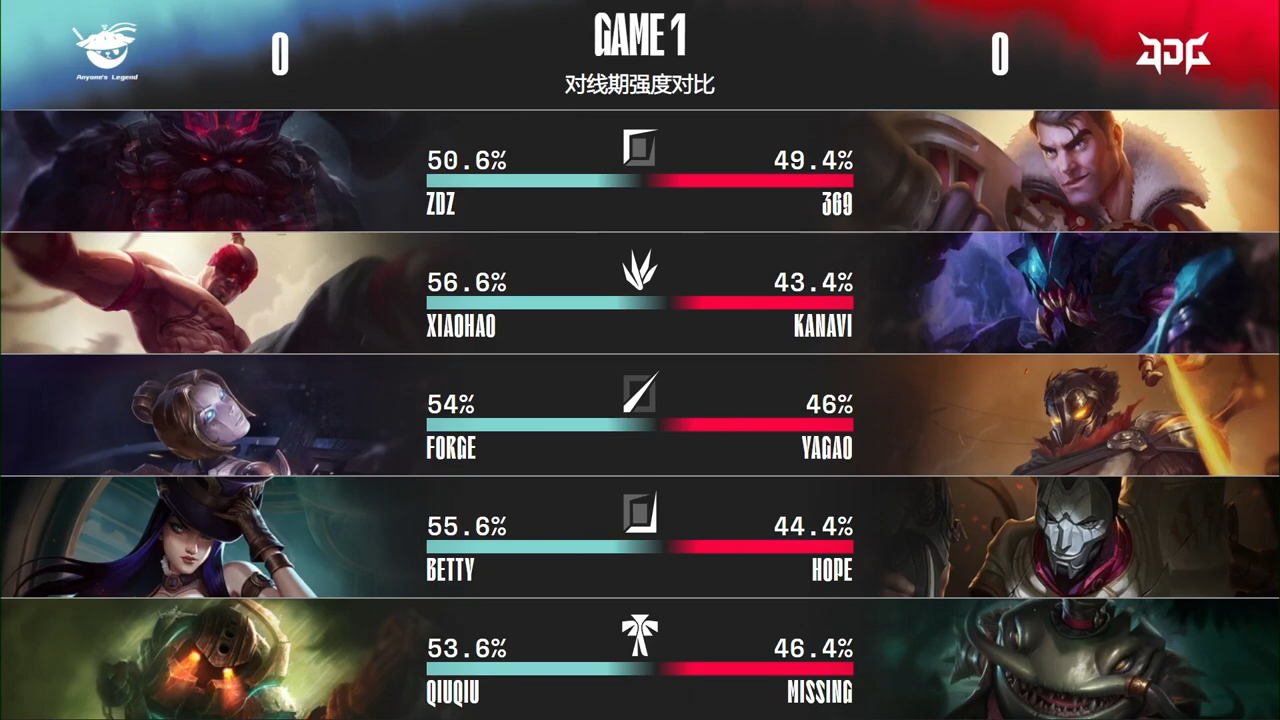 Anyone's Legend
0
GAME 1
对线期强度对比
0
JDG
50.6%
49.4%
ZDZ
369
56.6%
43.4%
XIAOHAO
KANAVI
54%
46%
FORGE
YAGAO
55.6%
44.4%
BETTY
HOPE
53.6%
46.4%
QIUQIU
MISSING